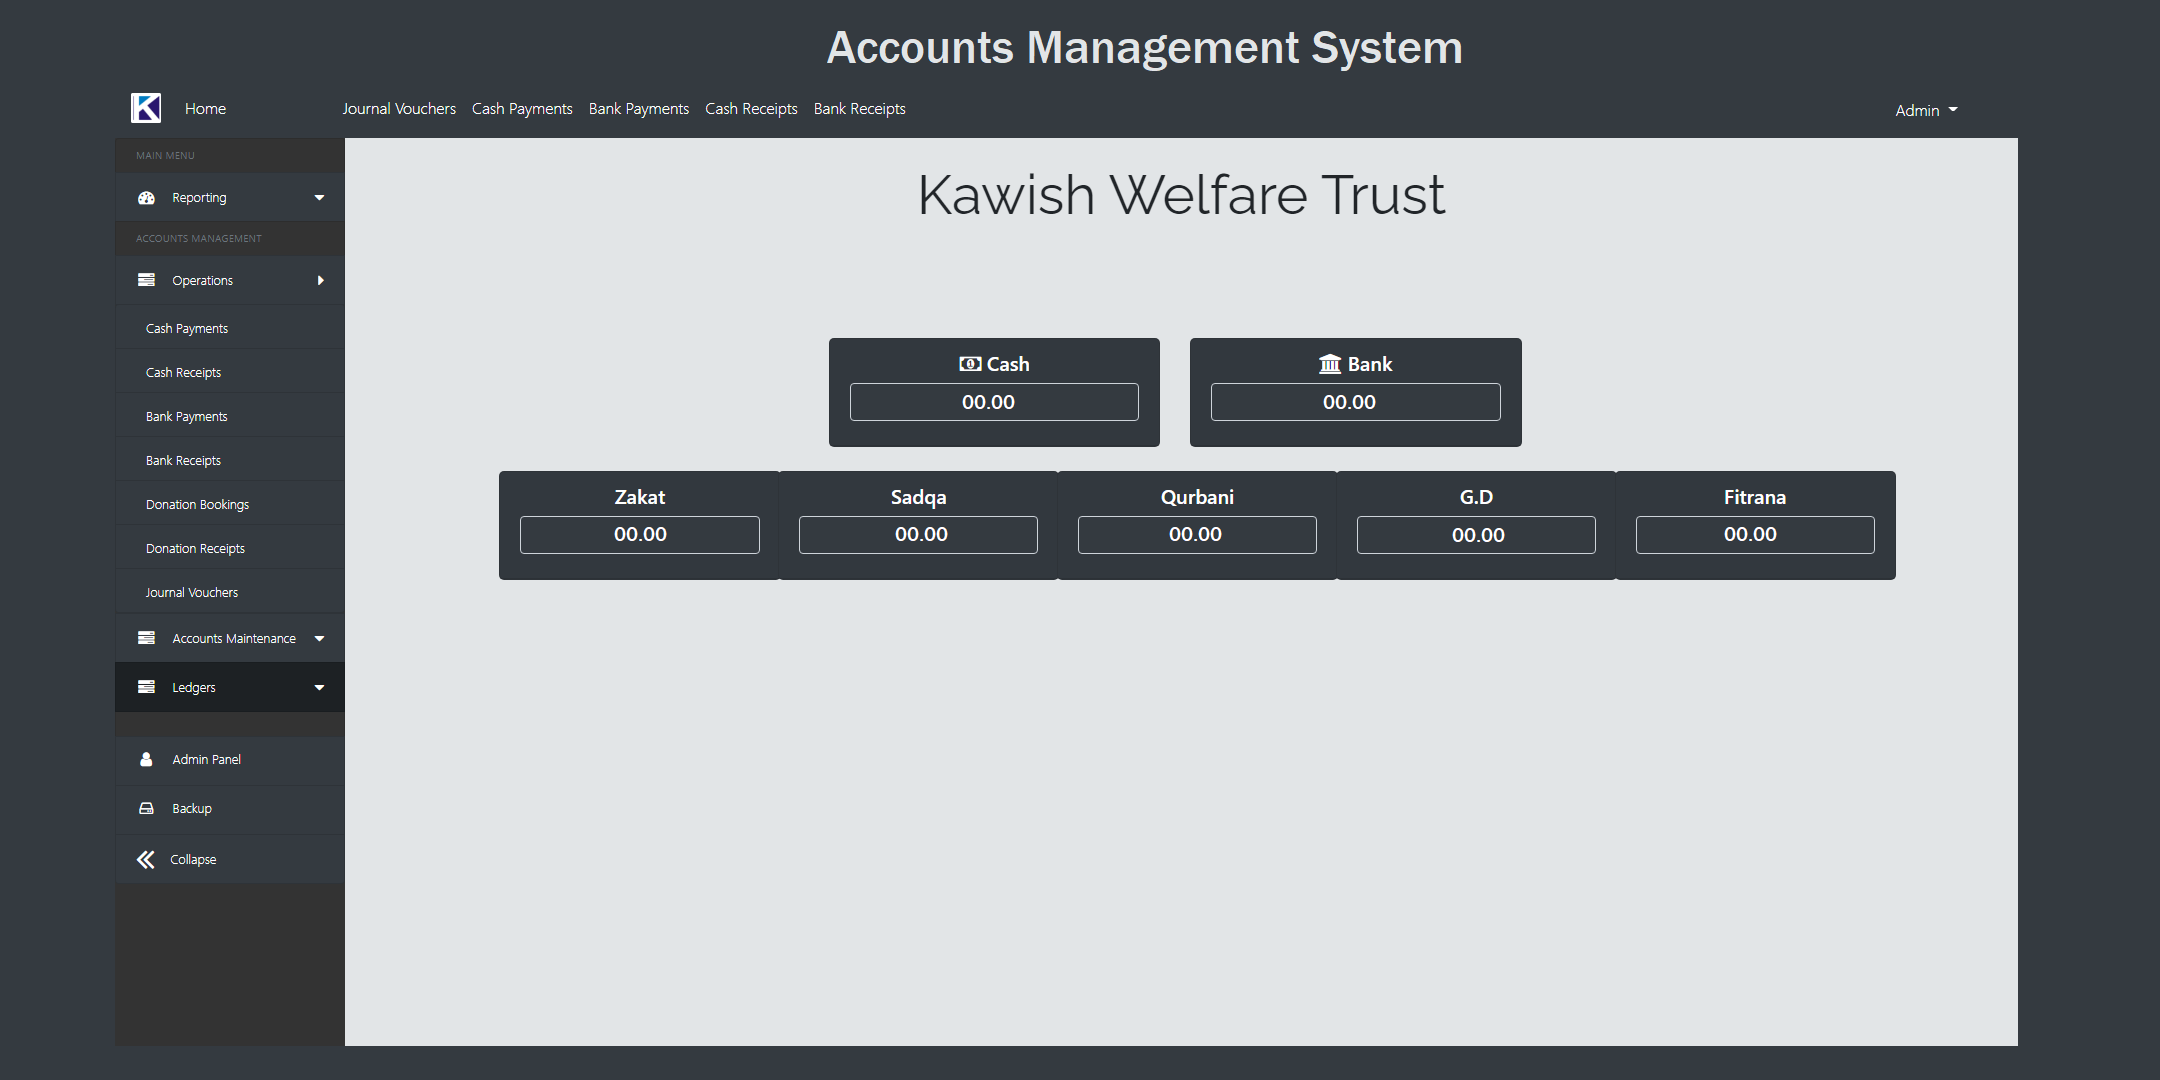 Accounts Management System
K Home Journal Vouchers Cash Payments Bank Payments Cash Receipts Bank Receipts Admin
MAIN MENU
Reporting
ACCOUNTS MANAGEMENT
Operations
Cash Payments
Cash Receipts
Bank Payments
Bank Receipts
Donation Bookings
Donation Receipts
Journal Vouchers
Accounts Maintenance
Ledgers
Admin Panel
Backup
Collapse
Kawish Welfare Trust
Cash Bank
00.00 00.00
Zakat Sadqa Qurbani G.D Fitrana
00.00 00.00 00.00 00.00 00.00